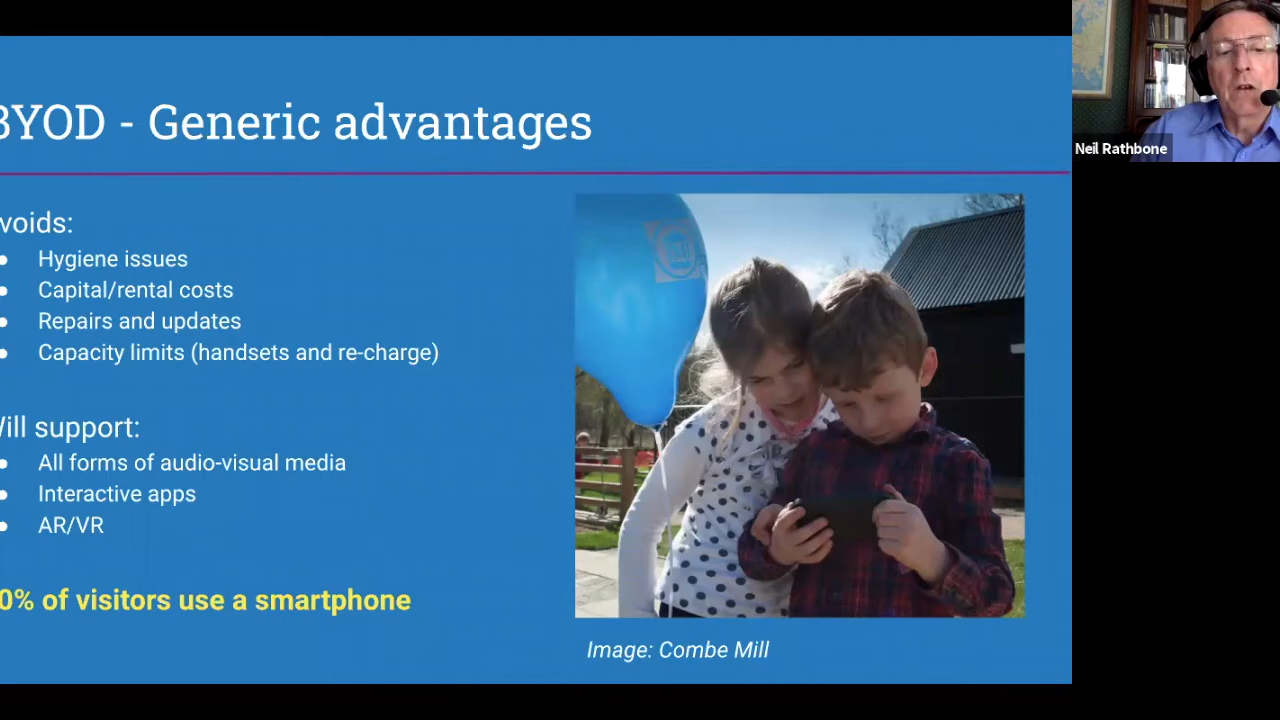 BYOD - Generic advantages
Neil Rathbone
voids:
● Hygiene issues
● Capital/rental costs
● Repairs and updates
● Capacity limits (handsets and re-charge)
ill support:
● All forms of audio-visual media
● Interactive apps
● AR/VR
0% of visitors use a smartphone
Image: Combe Mill